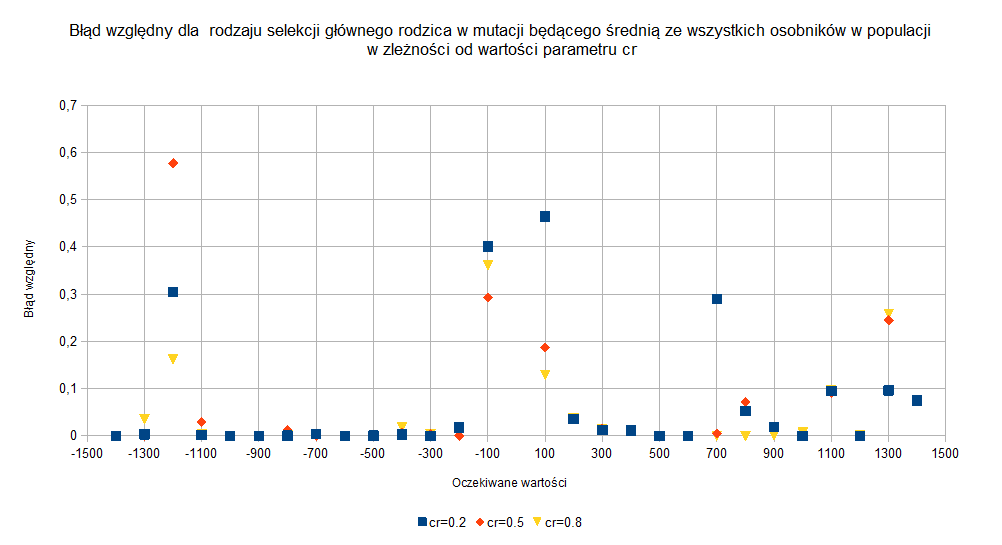 Błąd względny dla  rodzaju selekcji głównego rodzica w mutacji będącego średnią ze wszystkich osobników w populacji
w zleżności od wartości parametru cr
0,7
0,6
0,5
0,4
0,3
0,2
0,1
0
Błąd względny
-1500 -1300 -1100 -900 -700 -500 -300 -100 100 300 500 700 900 1100 1300 1500
Oczekiwane wartości
cr=0.2 cr=0.5 cr=0.8